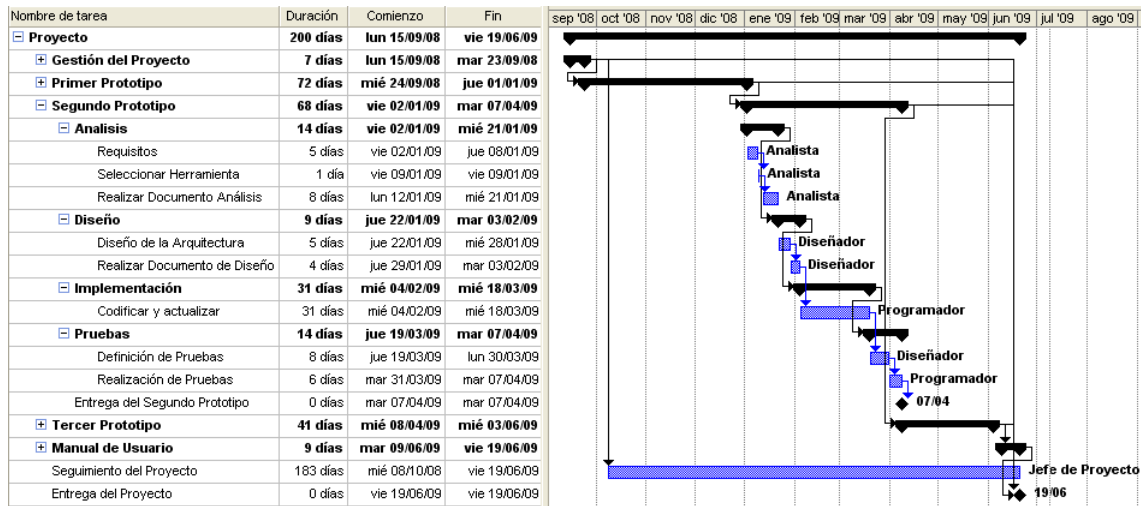 Nombre de tarea Duración Comienzo Fin sep '08 oct '08 nov '08 dic '08 ene '09 feb '09 mar '09 abr '09 may '09 jun '09 jul '09 ago '09
Proyecto 200 días lun 15/09/08 vie 19/06/09
Gestión del Proyecto 7 días lun 15/09/08 mar 23/09/08
Primer Prototipo 72 días mié 24/09/08 jue 01/01/09
Segundo Prototipo 68 días vie 02/01/09 mar 07/04/09
Analisis 14 días vie 02/01/09 mié 21/01/09
Requisitos 5 días vie 02/01/09 jue 08/01/09 Analista
Seleccionar Herramienta 1 día vie 09/01/09 vie 09/01/09 Analista
Realizar Documento Análisis 8 días lun 12/01/09 mié 21/01/09 Analista
Diseño 9 días jue 22/01/09 mar 03/02/09
Diseño de la Arquitectura 5 días jue 22/01/09 mié 28/01/09 Diseñador
Realizar Documento de Diseño 4 días jue 29/01/09 mar 03/02/09 Diseñador
Implementación 31 días mié 04/02/09 mié 18/03/09
Codificar y actualizar 31 días mié 04/02/09 mié 18/03/09 Programador
Pruebas 14 días jue 19/03/09 mar 07/04/09
Definición de Pruebas 8 días jue 19/03/09 lun 30/03/09 Diseñador
Realización de Pruebas 6 días mar 31/03/09 mar 07/04/09 Programador
Entrega del Segundo Prototipo 0 días mar 07/04/09 mar 07/04/09 07/04
Tercer Prototipo 41 días mié 08/04/09 mié 03/06/09
Manual de Usuario 9 días mar 09/06/09 vie 19/06/09
Seguimiento del Proyecto 183 días mié 08/10/08 vie 19/06/09 Jefe de Proyecto
Entrega del Proyecto 0 días vie 19/06/09 vie 19/06/09 19/06